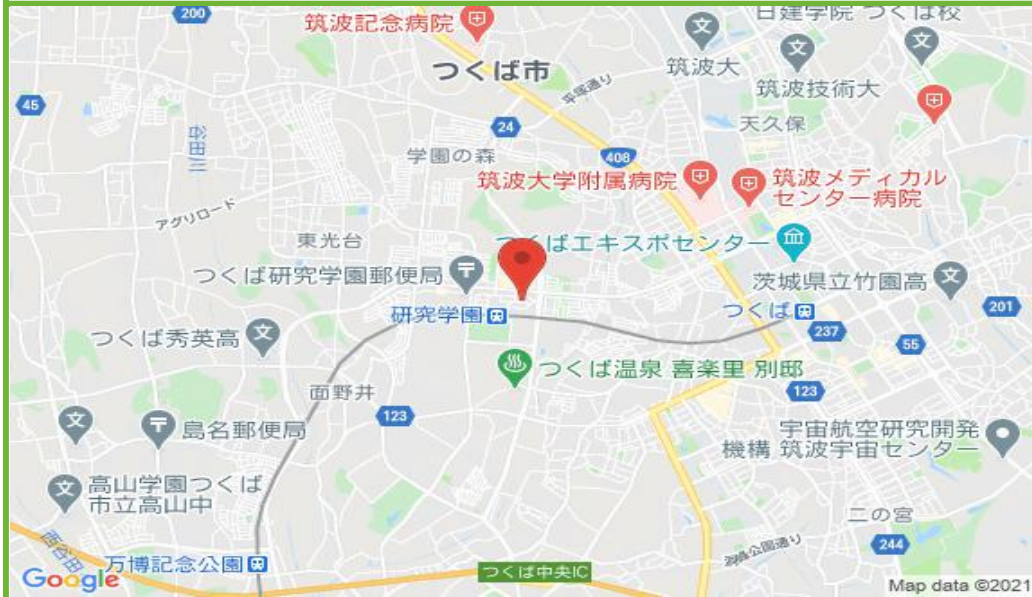 200
筑波記念病院
日建学院 つくば校
つくば市
筑波大
45
平塚通り
筑波技術大
谷田川
24
天久保
学園の森
408
筑波大学附属病院
筑波メディカル
センター病院
アグリロード
東光台
つくばエキスポセンター
つくば研究学園郵便局
茨城県立竹園高
研究学園
つくば
201
つくば秀英高
237
55
つくば温泉 喜楽里 別邸
面野井
123
123
島名郵便局
宇宙航空研究開発
機構 筑波宇宙センター
高山学園つくば
市立高山中
二の宮
西谷田
244
万博記念公園
つくば中央IC
Google
Map data ©2021